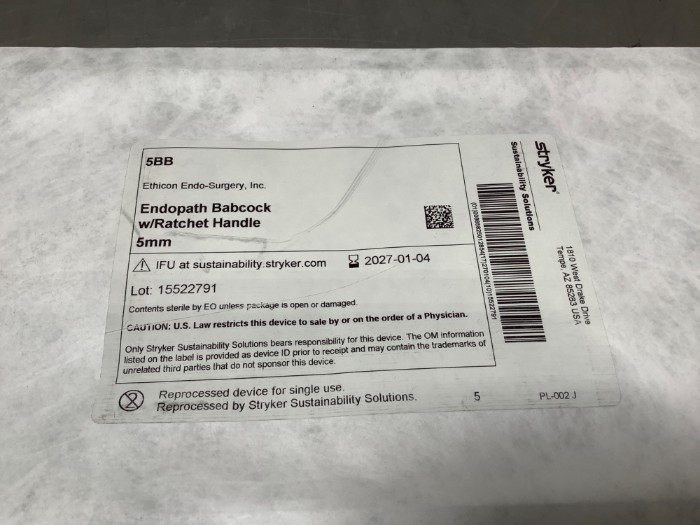 5BB
Ethicon Endo-Surgery, Inc.
Endopath Babcock
w/Ratchet Handle
5mm
IFU at sustainability.stryker.com
2027-01-04
Lot: 15522791
Contents sterile by EO unless package is open or damaged.
CAUTION: U.S. Law restricts this device to sale by or on the order of a Physician.
Only Stryker Sustainability Solutions bears responsibility for this device. The OM information
listed on the label is provided as device ID prior to receipt and may contain the trademarks of
unrelated third parties that do not sponsor this device.
2
Reprocessed device for single use.
Reprocessed by Stryker Sustainability Solutions.
5
PL-002 J
stryker
Sustainability Solutions
1810 West Drake Drive
Tempe, AZ 85283 USA